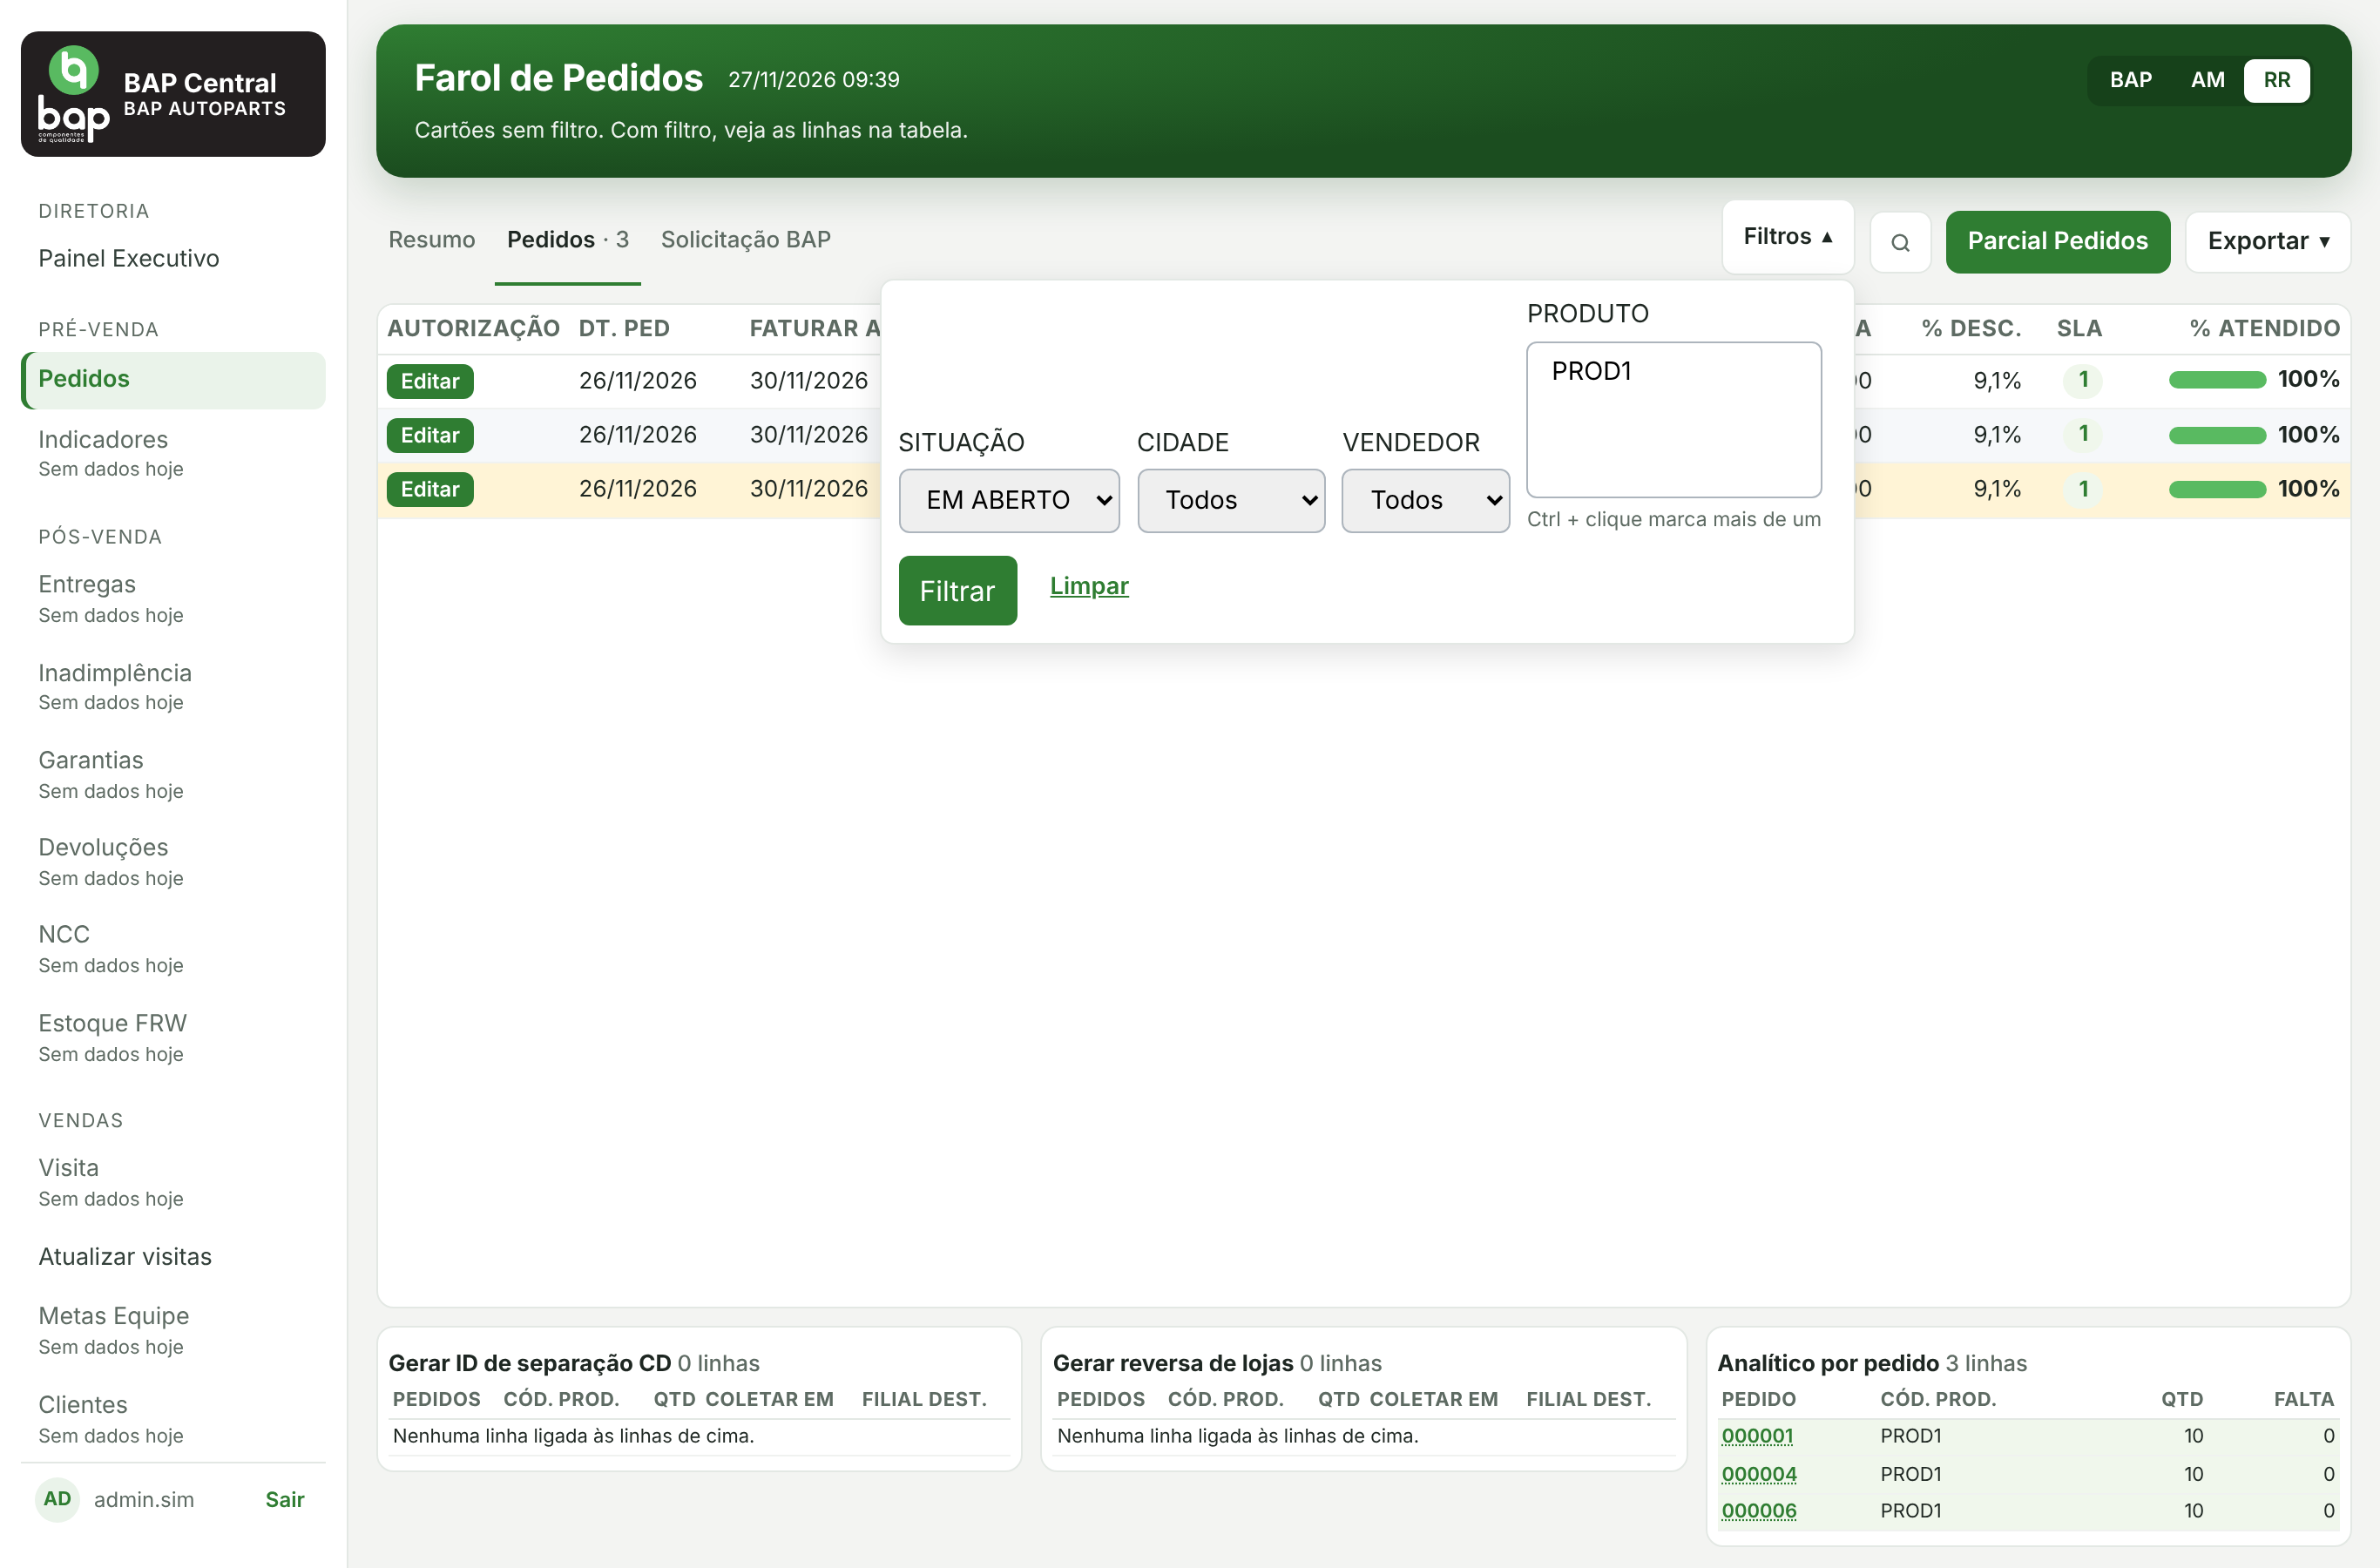 bap
componentes
de qualidade
BAP Central
BAP AUTOPARTS
DIRETORIA
Painel Executivo
PRÉ-VENDA
Pedidos
Indicadores
Sem dados hoje
PÓS-VENDA
Entregas
Sem dados hoje
Inadimplência
Sem dados hoje
Garantias
Sem dados hoje
Devoluções
Sem dados hoje
NCC
Sem dados hoje
Estoque FRW
Sem dados hoje
VENDAS
Visita
Sem dados hoje
Atualizar visitas
Metas Equipe
Sem dados hoje
Clientes
Sem dados hoje
AD admin.sim Sair
Farol de Pedidos 27/11/2026 09:39
Cartões sem filtro. Com filtro, veja as linhas na tabela.
BAP AM RR
Resumo Pedidos · 3 Solicitação BAP
Filtros ▲ Parcial Pedidos Exportar ▼
AUTORIZAÇÃO DT. PED FATURAR A A % DESC. SLA % ATENDIDO
Editar 26/11/2026 30/11/2026 0 9,1% 1 100%
Editar 26/11/2026 30/11/2026 0 9,1% 1 100%
Editar 26/11/2026 30/11/2026 0 9,1% 1 100%
SITUAÇÃO CIDADE VENDEDOR PRODUTO
EM ABERTO Todos Todos PROD1
Ctrl + clique marca mais de um
Filtrar Limpar
Gerar ID de separação CD 0 linhas
PEDIDOS CÓD. PROD. QTD COLETAR EM FILIAL DEST.
Nenhuma linha ligada às linhas de cima.
Gerar reversa de lojas 0 linhas
PEDIDOS CÓD. PROD. QTD COLETAR EM FILIAL DEST.
Nenhuma linha ligada às linhas de cima.
Analítico por pedido 3 linhas
PEDIDO CÓD. PROD. QTD FALTA
000001 PROD1 10 0
000004 PROD1 10 0
000006 PROD1 10 0